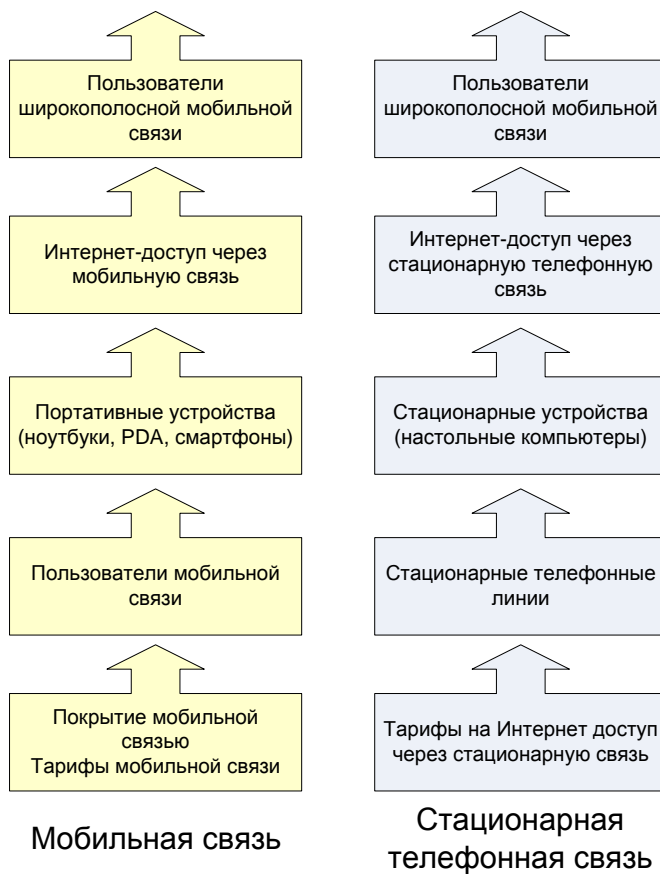 Пользователи
широкополосной мобильной
связи
Интернет-доступ через
мобильную связь
Портативные устройства
(ноутбуки, PDA, смартфоны)
Пользователи мобильной
связи
Покрытие мобильной
связью
Тарифы мобильной связи
Мобильная связь
Пользователи
широкополосной мобильной
связи
Интернет-доступ через
стационарную телефонную
связь
Стационарные устройства
(настольные компьютеры)
Стационарные телефонные
линии
Тарифы на Интернет доступ
через стационарную связь
Стационарная
телефонная связь